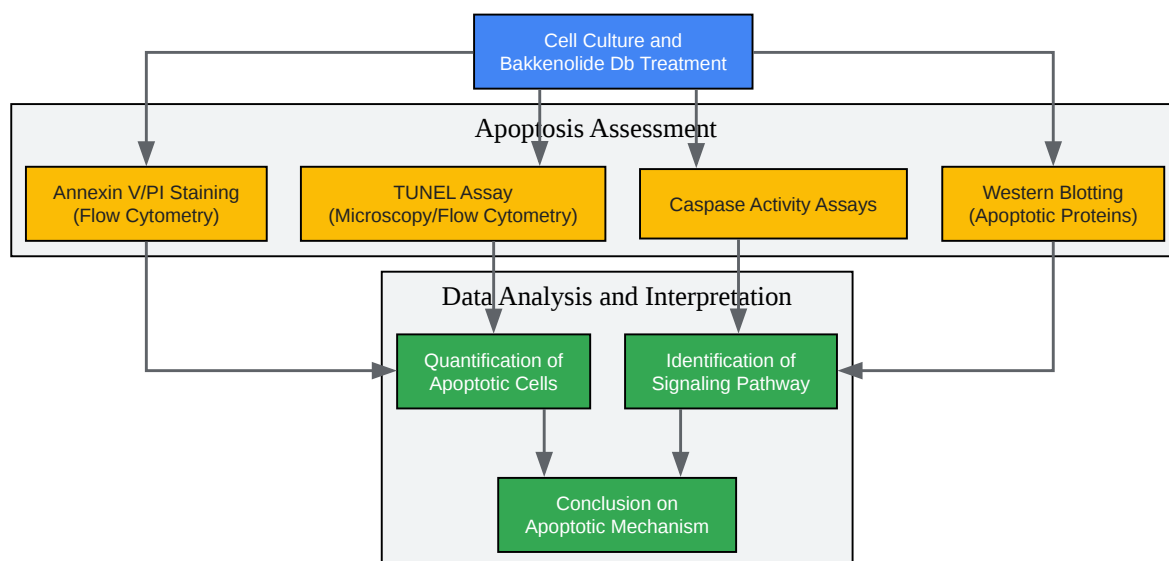 Cell Culture and
Bakkenolide Db Treatment
Apoptosis Assessment
Annexin V/PI Staining
(Flow Cytometry)
TUNEL Assay
(Microscopy/Flow Cytometry)
Caspase Activity Assays
Western Blotting
(Apoptotic Proteins)
Data Analysis and Interpretation
Quantification of
Apoptotic Cells
Identification of
Signaling Pathway
Conclusion on
Apoptotic Mechanism